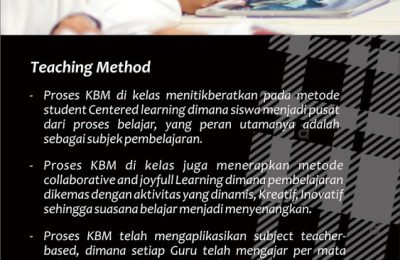 Teaching Method
- Proses KBM di kelas menitikberatkan pada metode
student Centered learning dimana siswa menjadi pusat
dari proses belajar, yang peran utamanya adalah
sebagai subjek pembelajaran.
- Proses KBM di kelas juga menerapkan metode
collaborative and joyfull Learning dimana pembelajaran
dikemas dengan aktivitas yang dinamis, Kreatif, Inovatif
sehingga suasana belajar menjadi menyenangkan.
- Proses KBM telah mengaplikasikan subject teacher-
based, dimana setiap Guru telah mengajar per mata